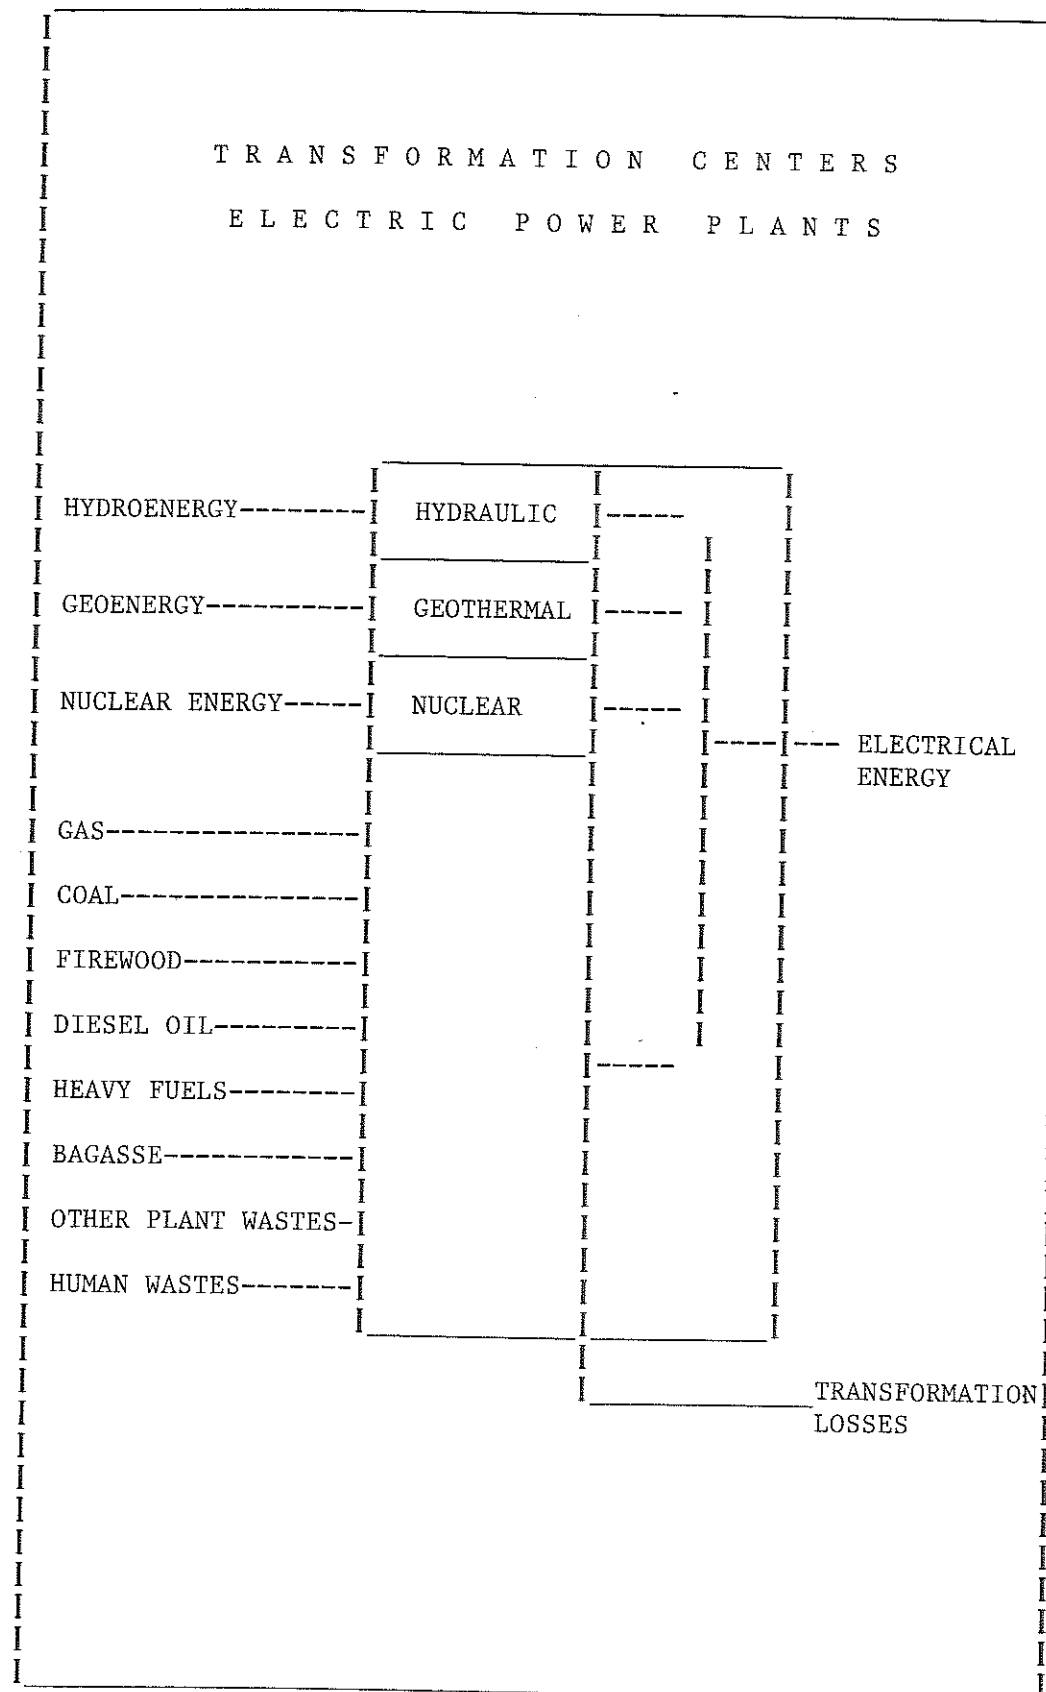 TRANSFORMATION CENTERS
ELECTRIC POWER PLANTS
HYDROENERGY
HYDRAULIC
GEOENERGY
GEOTHERMAL
NUCLEAR ENERGY
NUCLEAR
ELECTRICAL
ENERGY
GAS
COAL
FIREWOOD
DIESEL OIL
HEAVY FUELS
BAGASSE
OTHER PLANT WASTES
HUMAN WASTES
TRANSFORMATION
LOSSES